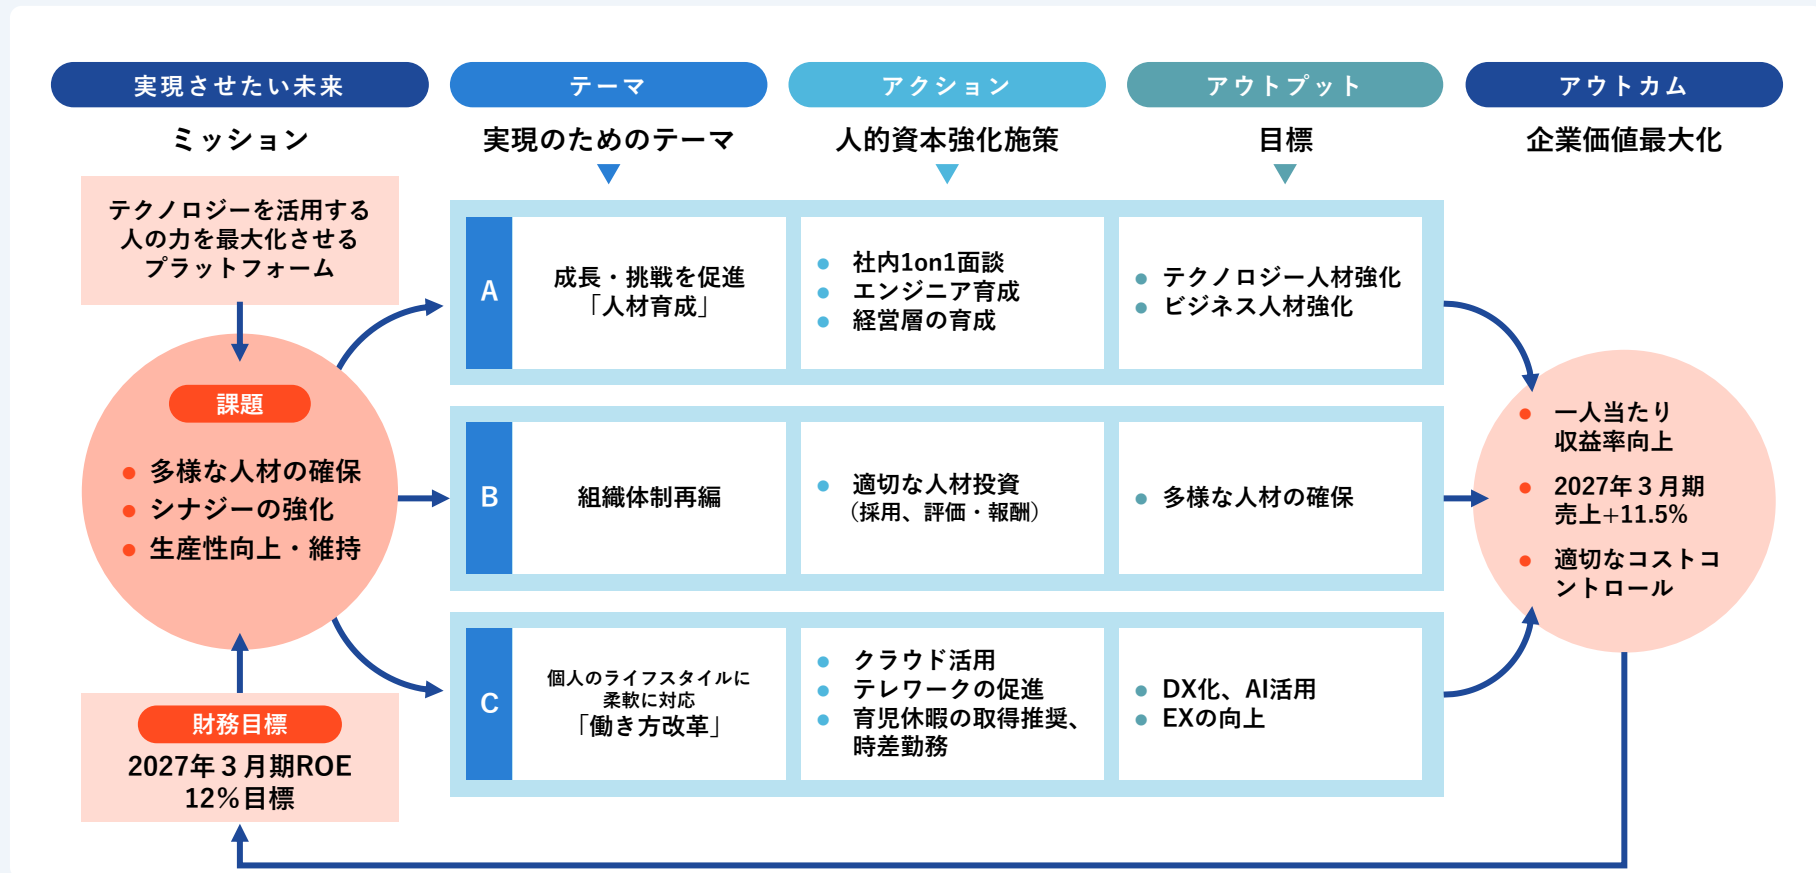 実現させたい未来
テーマ
アクション
アウトプット
アウトカム
ミッション
実現のためのテーマ
人的資本強化施策
目標
企業価値最大化
テクノロジーを活用する
人の力を最大化させる
プラットフォーム
課題
多様な人材の確保
シナジーの強化
生産性向上・維持
財務目標
2027年3月期ROE
12%目標
A
成長・挑戦を促進
「人材育成」
社内1on1面談
エンジニア育成
経営層の育成
テクノロジー人材強化
ビジネス人材強化
B
組織体制再編
適切な人材投資
(採用、評価・報酬)
多様な人材の確保
C
個人のライフスタイルに
柔軟に対応
「働き方改革」
クラウド活用
テレワークの促進
育児休暇の取得推奨、
時差勤務
DX化、AI活用
EXの向上
一人当たり
収益率向上
2027年3月期
売上+11.5%
適切なコストコ
ントロール